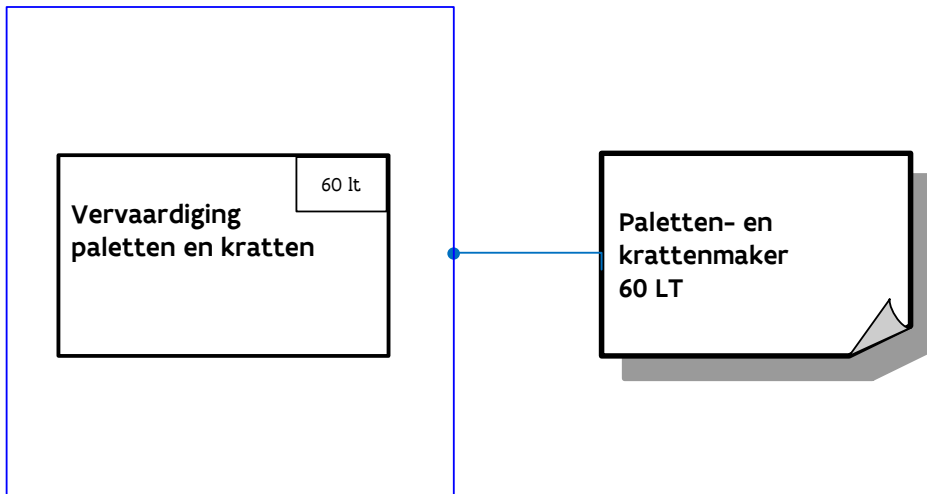 60 lt
Vervaardiging
paletten en kratten
Paletten- en
krattenmaker
60 LT